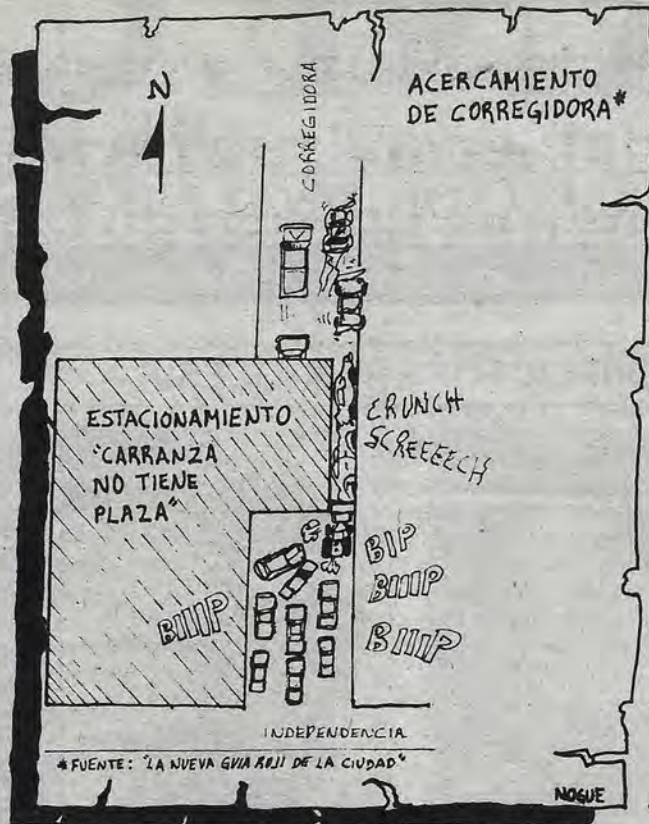 N
CORREGIDORA
ACERCAMIENTO
DE CORREGIDORA*
ESTACIONAMIENTO
"CARRANZA
NO TIENE
PLAZA"
CRUNCH
SCREEEECH
BIP
BIIIP
BIIIP
BIIIP
INDEPENDENCIA
* FUENTE: "LA NUEVA GUIA ROJI DE LA CIUDAD"
NOGUE